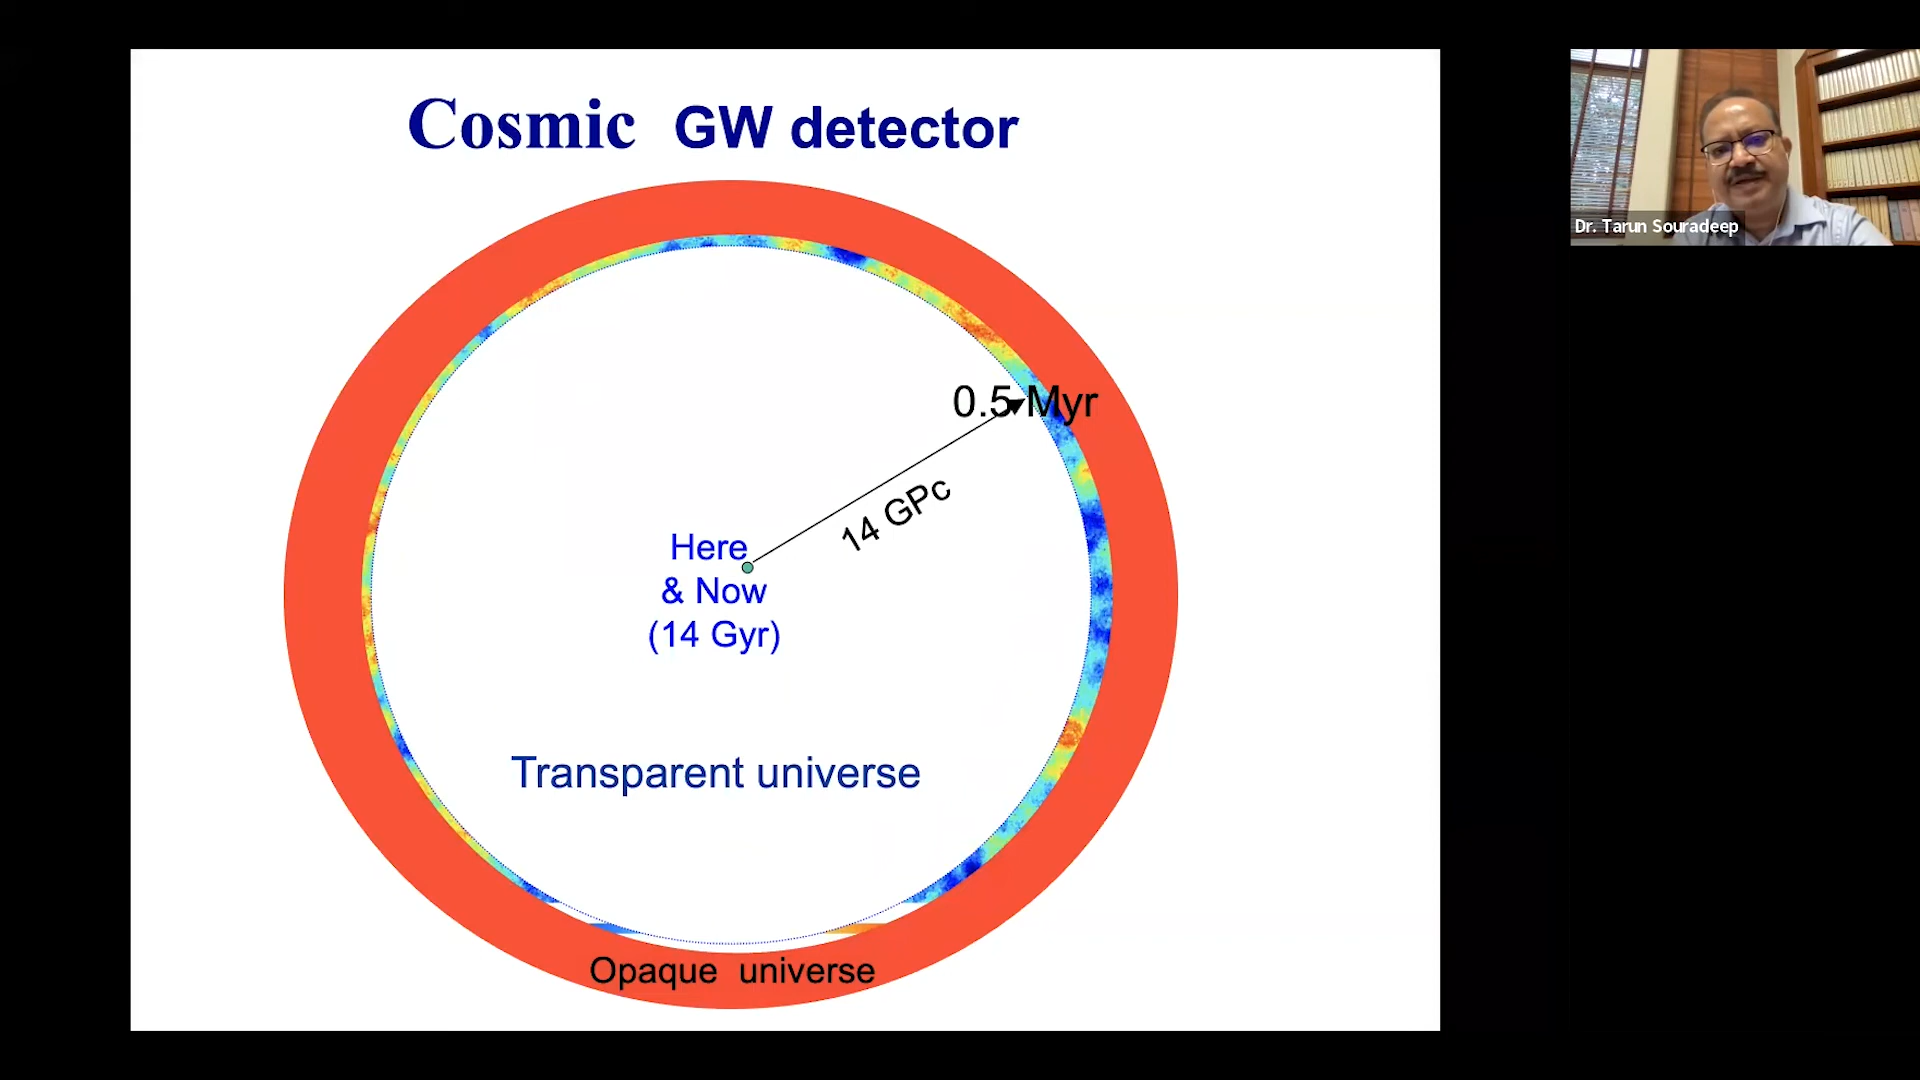 Cosmic GW detector
Dr. Tarun Souradeep
0.5 Myr
14 GPc
Here
& Now
(14 Gyr)
Transparent universe
Opaque universe